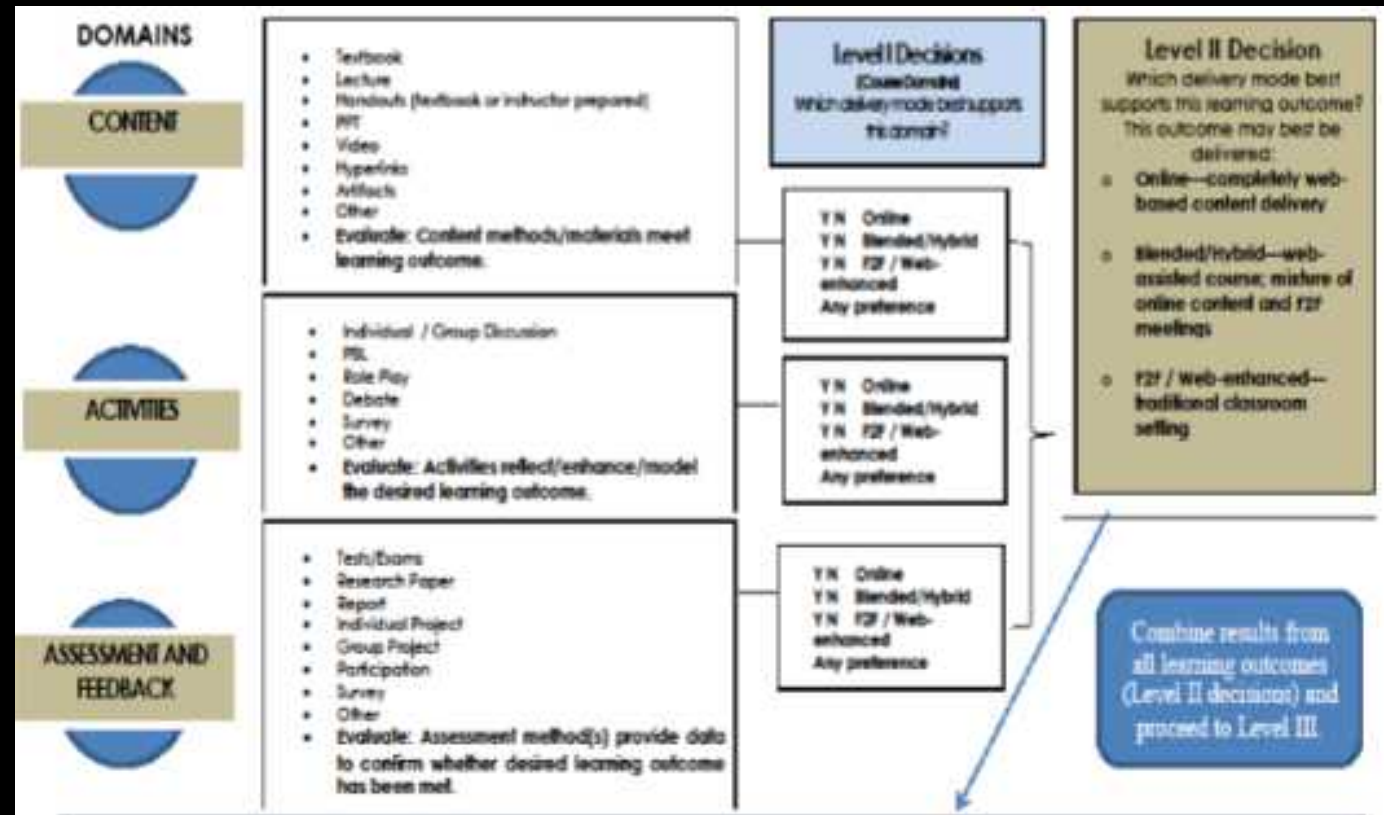 DOMAINS
CONTENT
• Textbook
• Lecture
• Handouts (textbook or instructor prepared)
• PPT
• Video
• Hyperlinks
• Artifacts
• Other
• Evaluate: Content methods/materials meet
learning outcome.
Level I Decisions
(Course Domains)
Which delivery mode best supports
this domain?
Y N Online
Y N Blended/Hybrid
Y N F2F / Web-
enhanced
Any preference
Level II Decision
Which delivery mode best
supports this learning outcome?
This outcome may best be
delivered:
o Online—completely web-
based content delivery
o Blended/Hybrid—web-
assisted course; mixture of
online content and F2F
meetings
o F2F / Web-enhanced—
traditional classroom
setting
ACTIVITIES
• Individual / Group Discussion
• PBL
• Role Play
• Debate
• Survey
• Other
• Evaluate: Activities reflect/enhance/model
the desired learning outcome.
Y N Online
Y N Blended/Hybrid
Y N F2F / Web-
enhanced
Any preference
ASSESSMENT AND
FEEDBACK
• Tests/Exams
• Research Paper
• Report
• Individual Project
• Group Project
• Participation
• Survey
• Other
• Evaluate: Assessment method(s) provide data
to confirm whether desired learning outcome
has been met.
Y N Online
Y N Blended/Hybrid
Y N F2F / Web-
enhanced
Any preference
Combine results from
all learning outcomes
(Level II decisions) and
proceed to Level III.